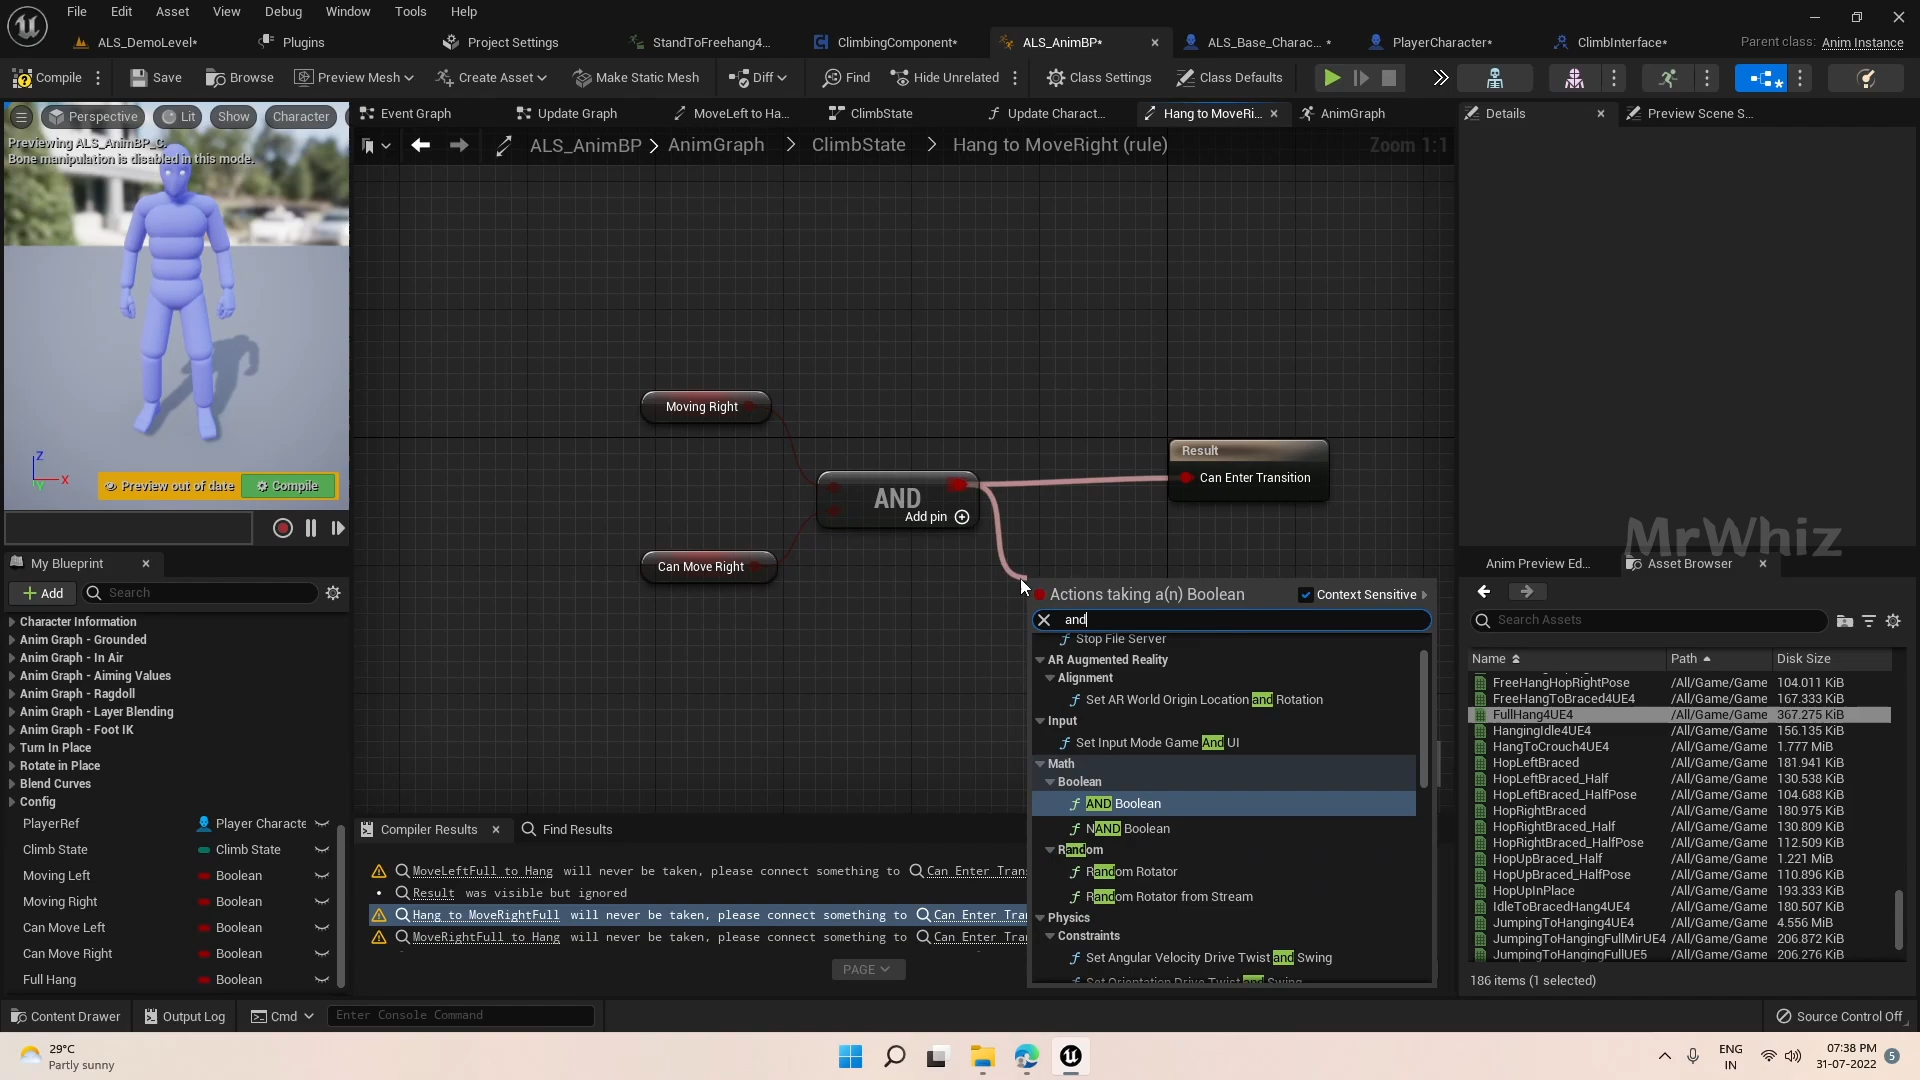 File Edit Asset View Debug Window Tools Help
ALS_DemoLevel* Plugins Project Settings StandToFreehang4... ClimbingComponent* ALS_AnimBP* ALS_Base_Charac... * PlayerCharacter* ClimbInterface* Parent class: Anim Instance
Compile Save Browse Preview Mesh Create Asset Make Static Mesh Diff Find Hide Unrelated Class Settings Class Defaults
Perspective Lit Show Character
Previewing ALS_AnimBP_C.
Bone manipulation is disabled in this mode.
Z
X
Y
Preview out of date Compile
Event Graph Update Graph MoveLeft to Ha... ClimbState Update Charact... Hang to MoveRi... AnimGraph
ALS_AnimBP > AnimGraph > ClimbState > Hang to MoveRight (rule) Zoom 1:1
Moving Right
Can Move Right
AND
Add pin
Result
Can Enter Transition
Actions taking a(n) Boolean Context Sensitive
and
Stop File Server
AR Augmented Reality
Alignment
Set AR World Origin Location and Rotation
Input
Set Input Mode Game And UI
Math
Boolean
AND Boolean
NAND Boolean
Random
Random Rotator
Random Rotator from Stream
Physics
Constraints
Set Angular Velocity Drive Twist and Swing
Set Orientation Drive Twist and Swing
My Blueprint
Add Search
Character Information
Anim Graph - Grounded
Anim Graph - In Air
Anim Graph - Aiming Values
Anim Graph - Ragdoll
Anim Graph - Layer Blending
Anim Graph - Foot IK
Turn In Place
Rotate in Place
Blend Curves
Config
PlayerRef Player Characte
Climb State Climb State
Moving Left Boolean
Moving Right Boolean
Can Move Left Boolean
Can Move Right Boolean
Full Hang Boolean
Compiler Results Find Results
MoveLeftFull to Hang will never be taken, please connect something to Can Enter Tran
Result was visible but ignored
Hang to MoveRightFull will never be taken, please connect something to Can Enter Tran
MoveRightFull to Hang will never be taken, please connect something to Can Enter Tran
PAGE
Details Preview Scene S...
MrWhiz
Anim Preview Ed... Asset Browser
Search Assets
Name Path Disk Size
FreeHangHopRightPose /All/Game/Game 104.011 KiB
FreeHangToBraced4UE4 /All/Game/Game 167.333 KiB
FullHang4UE4 /All/Game/Game 367.275 KiB
HangingIdle4UE4 /All/Game/Game 156.135 KiB
HangToCrouch4UE4 /All/Game/Game 1.777 MiB
HopLeftBraced /All/Game/Game 181.941 KiB
HopLeftBraced_Half /All/Game/Game 130.538 KiB
HopLeftBraced_HalfPose /All/Game/Game 104.688 KiB
HopRightBraced /All/Game/Game 180.975 KiB
HopRightBraced_Half /All/Game/Game 130.809 KiB
HopRightBraced_HalfPose /All/Game/Game 112.509 KiB
HopUpBraced_Half /All/Game/Game 1.221 MiB
HopUpBraced_HalfPose /All/Game/Game 110.896 KiB
HopUpInPlace /All/Game/Game 193.333 KiB
IdleToBracedHang4UE4 /All/Game/Game 180.507 KiB
JumpingToHanging4UE4 /All/Game/Game 4.556 MiB
JumpingToHangingFullMirUE4 /All/Game/Game 206.872 KiB
JumpingToHangingFullUE5 /All/Game/Game 206.276 KiB
186 items (1 selected)
Content Drawer Output Log Cmd Enter Console Command Source Control Off
29°C
Partly sunny
ENG
IN
07:38 PM
31-07-2022
5